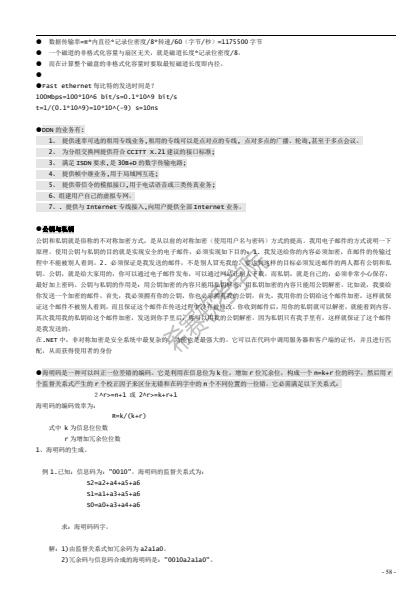 ● 数据传输率=π*内直径*记录位密度/8*转速/60（字节/秒）=1175500 字节
● 一个磁道的非格式化容量与扇区无关，就是磁道长度*记录位密度/8。
● 而在计算整个磁盘的非格式化容量时要取最短磁道长度即内径。
●
●Fast ethernet 每比特的发送时间是？
100Mbps=100*10^6 bit/s=0.1*10^9 bit/s
t=1/(0.1*10^9)=10*10^(-9) s=10ns
●DDN 的业务有：
1、 提供速率可选的租用专线业务,租用的专线可以是点对点的专线, 点对多点的广播、轮询,甚至于多点会议。
2、 为分组交换网提供符合 CCITT X.21 建议的接口标准;
3、 满足 ISDN 要求,是 30B+D 的数字传输电路;
4、 提供帧中继业务,用于局域网互连;
5、 提供带信令的模拟接口,用于电话语音或三类传真业务;
6、组建用户自己的虚拟专网。
7、. 提供与 Internet 专线接入,向用户提供全部 Internet 业务。
●公钥与私钥
公钥和私钥就是俗称的不对称加密方式，是从以前的对称加密（使用用户名与密码）方式的提高。我用电子邮件的方式说明一下
原理。使用公钥与私钥的目的就是实现安全的电子邮件，必须实现如下目的：1. 我发送给你的内容必须加密，在邮件的传输过
程中不能被别人看到。2. 必须保证是我发送的邮件，不是别人冒充我的。要达到这样的目标必须发送邮件的两人都有公钥和私
钥。公钥，就是给大家用的，你可以通过电子邮件发布，可以通过网站让别人下载，而私钥，就是自己的，必须非常小心保存，
最好加上密码。公钥与私钥的作用是：用公钥加密的内容只能用私钥解密，用私钥加密的内容只能用公钥解密。比如说，我要给
你发送一个加密的邮件。首先，我必须拥有你的公钥，你也必须拥有我的公钥。首先，我用你的公钥给这个邮件加密，这样就保
证这个邮件不被别人看到，而且保证这个邮件在传送过程中没有被修改。你收到邮件后，用你的私钥就可以解密，就能看到内容。
其次我用我的私钥给这个邮件加密，发送到你手里后，你可以用我的公钥解密。因为私钥只有我手里有，这样就保证了这个邮件
是我发送的。
在.NET 中，非对称加密是安全系统中最复杂的，功能也是最强大的。它可以在代码中调用服务器和客户端的证书，并且进行匹
配，从而获得使用者的身份
●海明码是一种可以纠正一位差错的编码。它是利用在信息位为 k 位，增加 r 位冗余位，构成一个 n=k+r 位的码字，然后用 r
个监督关系式产生的 r 个校正因子来区分无错和在码字中的 n 个不同位置的一位错。它必需满足以下关系式：
2^r>=n+1 或 2^r>=k+r+1
海明码的编码效率为：
R=k/(k+r)
式中 k 为信息位位数
r 为增加冗余位位数
1、海明码的生成。
例 1.已知：信息码为："0010"。海明码的监督关系式为：
S2=a2+a4+a5+a6
S1=a1+a3+a5+a6
S0=a0+a3+a4+a6
求：海明码码字。
解：1)由监督关系式知冗余码为 a2a1a0。
2)冗余码与信息码合成的海明码是："0010a2a1a0"。
- 58 -